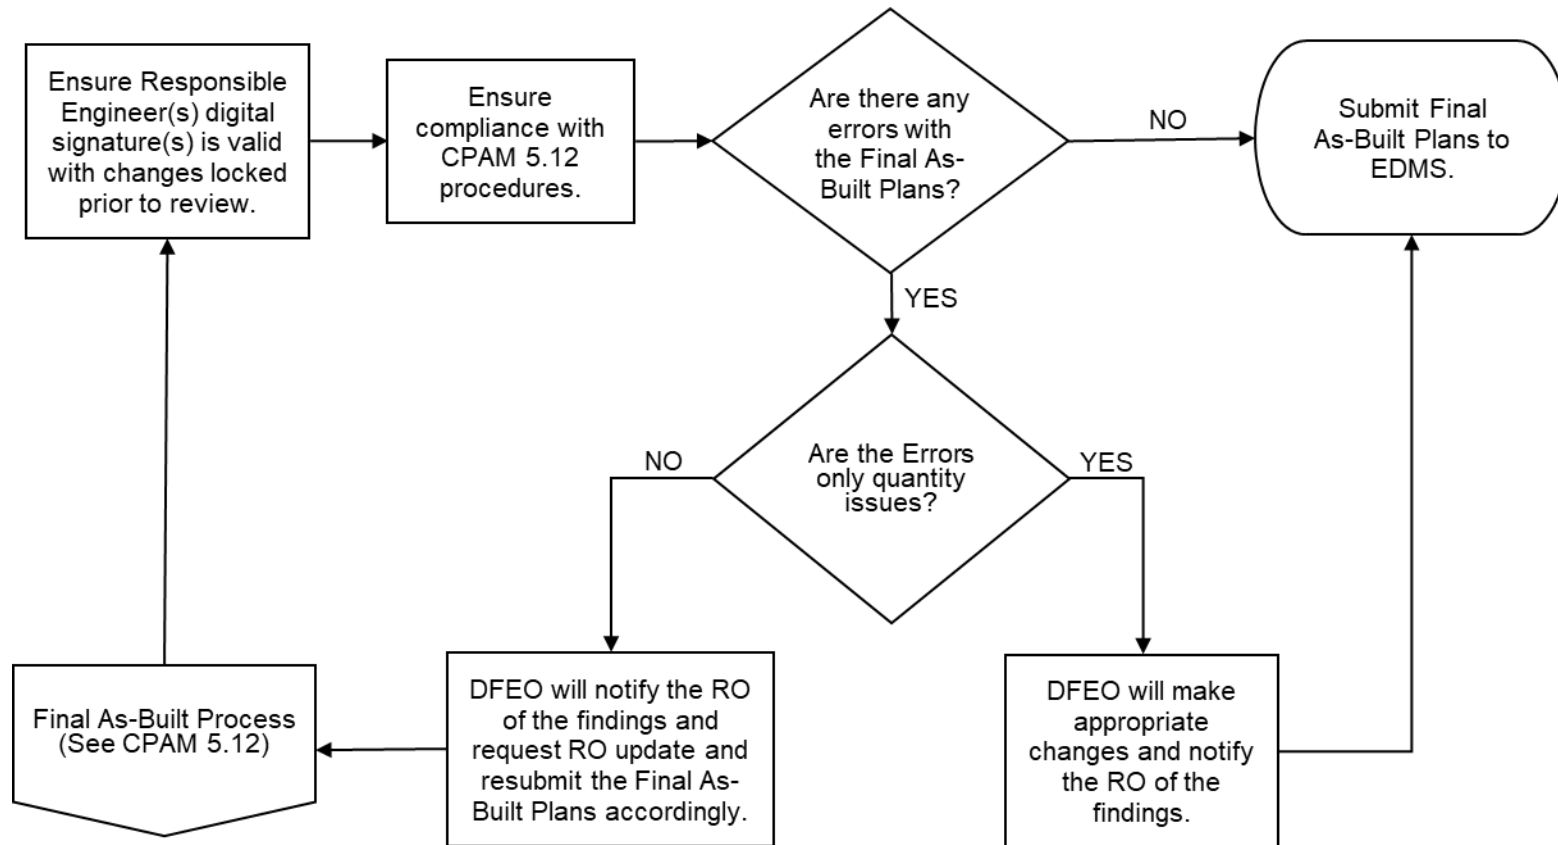 Ensure Responsible
Engineer(s) digital
signature(s) is valid
with changes locked
prior to review.
Ensure
compliance with
CPAM 5.12
procedures.
Are there any
errors with
the Final As-
Built Plans?
NO
Submit Final
As-Built Plans to
EDMS.
YES
Are the Errors
only quantity
issues?
NO
YES
Final As-Built Process
(See CPAM 5.12)
DFEO will notify the RO
of the findings and
request RO update and
resubmit the Final As-
Built Plans accordingly.
DFEO will make
appropriate
changes and notify
the RO of the
findings.